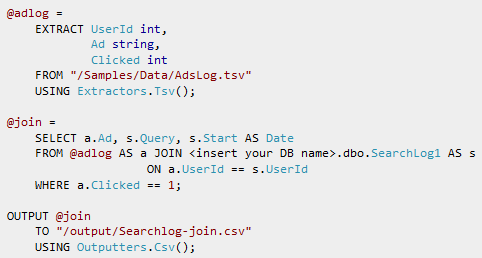 @adlog =
    EXTRACT UserId int,
            Ad string,
            Clicked int
    FROM "/Samples/Data/AdsLog.tsv"
    USING Extractors.Tsv();

@join =
    SELECT a.Ad, s.Query, s.Start AS Date
    FROM @adlog AS a JOIN <insert your DB name>.dbo.SearchLog1 AS s
                    ON a.UserId == s.UserId
    WHERE a.Clicked == 1;

OUTPUT @join
    TO "/output/Searchlog-join.csv"
    USING Outputters.Csv();